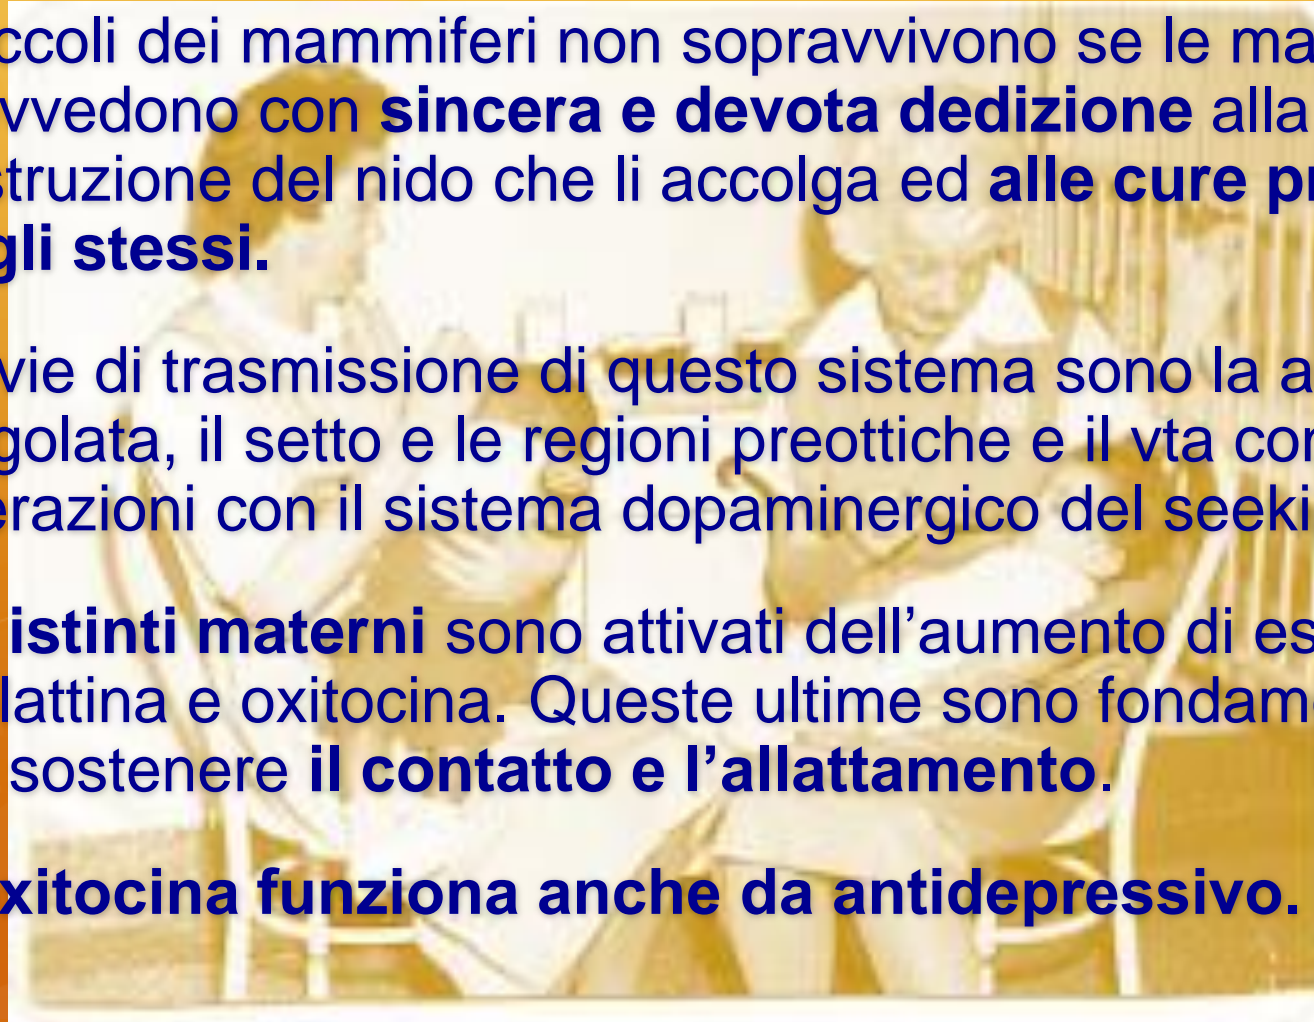 ccoli dei mammiferi non sopravvivono se le ma
vvedono con sincera e devota dedizione alla
struzione del nido che li accolga ed alle cure pr
gli stessi.
vie di trasmissione di questo sistema sono la a
golata, il setto e le regioni preottiche e il vta con
erazioni con il sistema dopaminergico del seeki
istinti materni sono attivati dell’aumento di es
lattina e oxitocina. Queste ultime sono fondame
sostenere il contatto e l’allattamento.
xitocina funziona anche da antidepressivo.